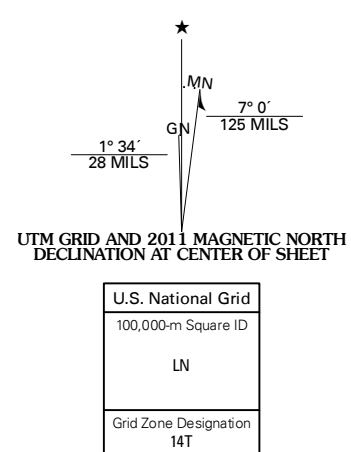 ★
MN
GN
7° 0´
125 MILS
1° 34´
28 MILS
UTM GRID AND 2011 MAGNETIC NORTH
DECLINATION AT CENTER OF SHEET
U.S. National Grid
100,000-m Square ID
LN
Grid Zone Designation
14T